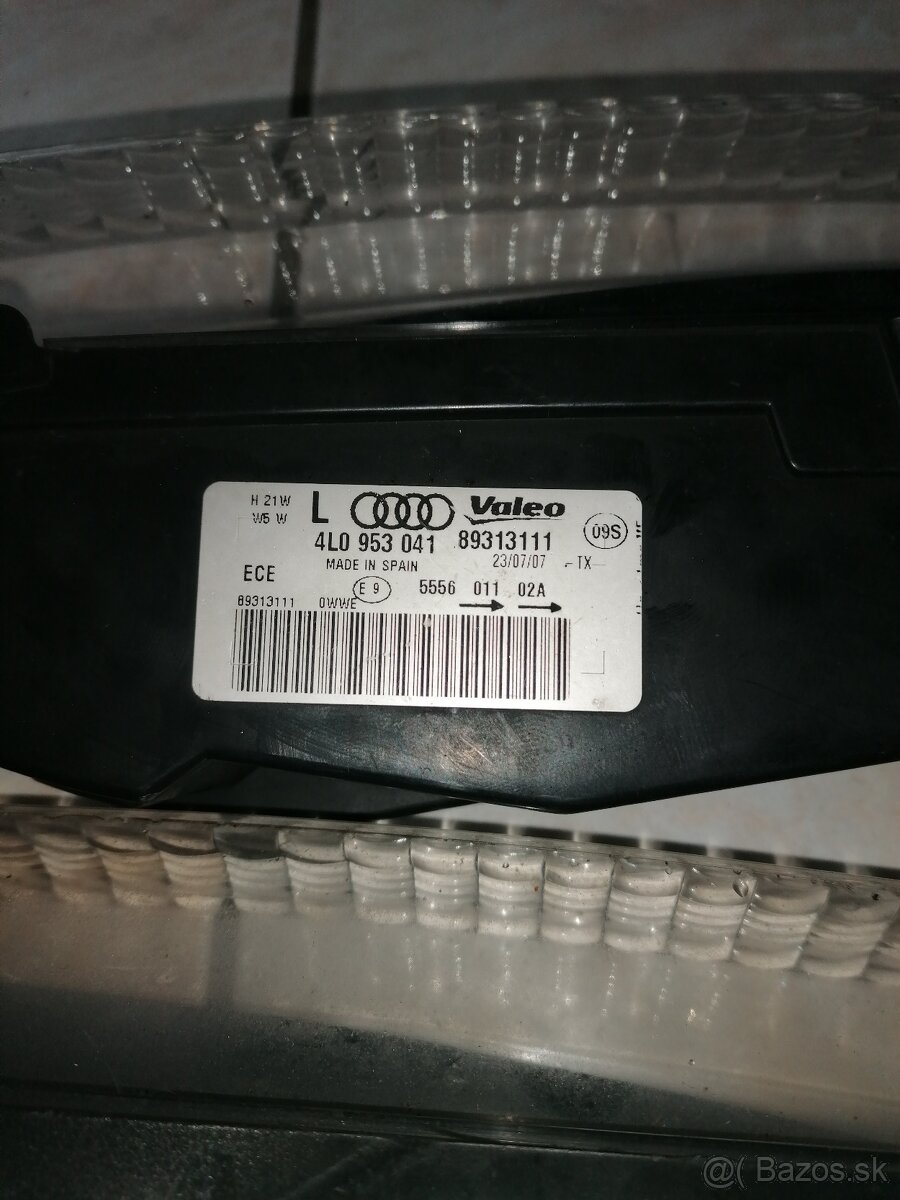 H 21W L Valeo
W5 W
4L0 953 041 89313111 09S
MADE IN SPAIN 23/07/07 TX
ECE E 9 5556 011 02A
89313111 0WWE
@( Bazos.sk